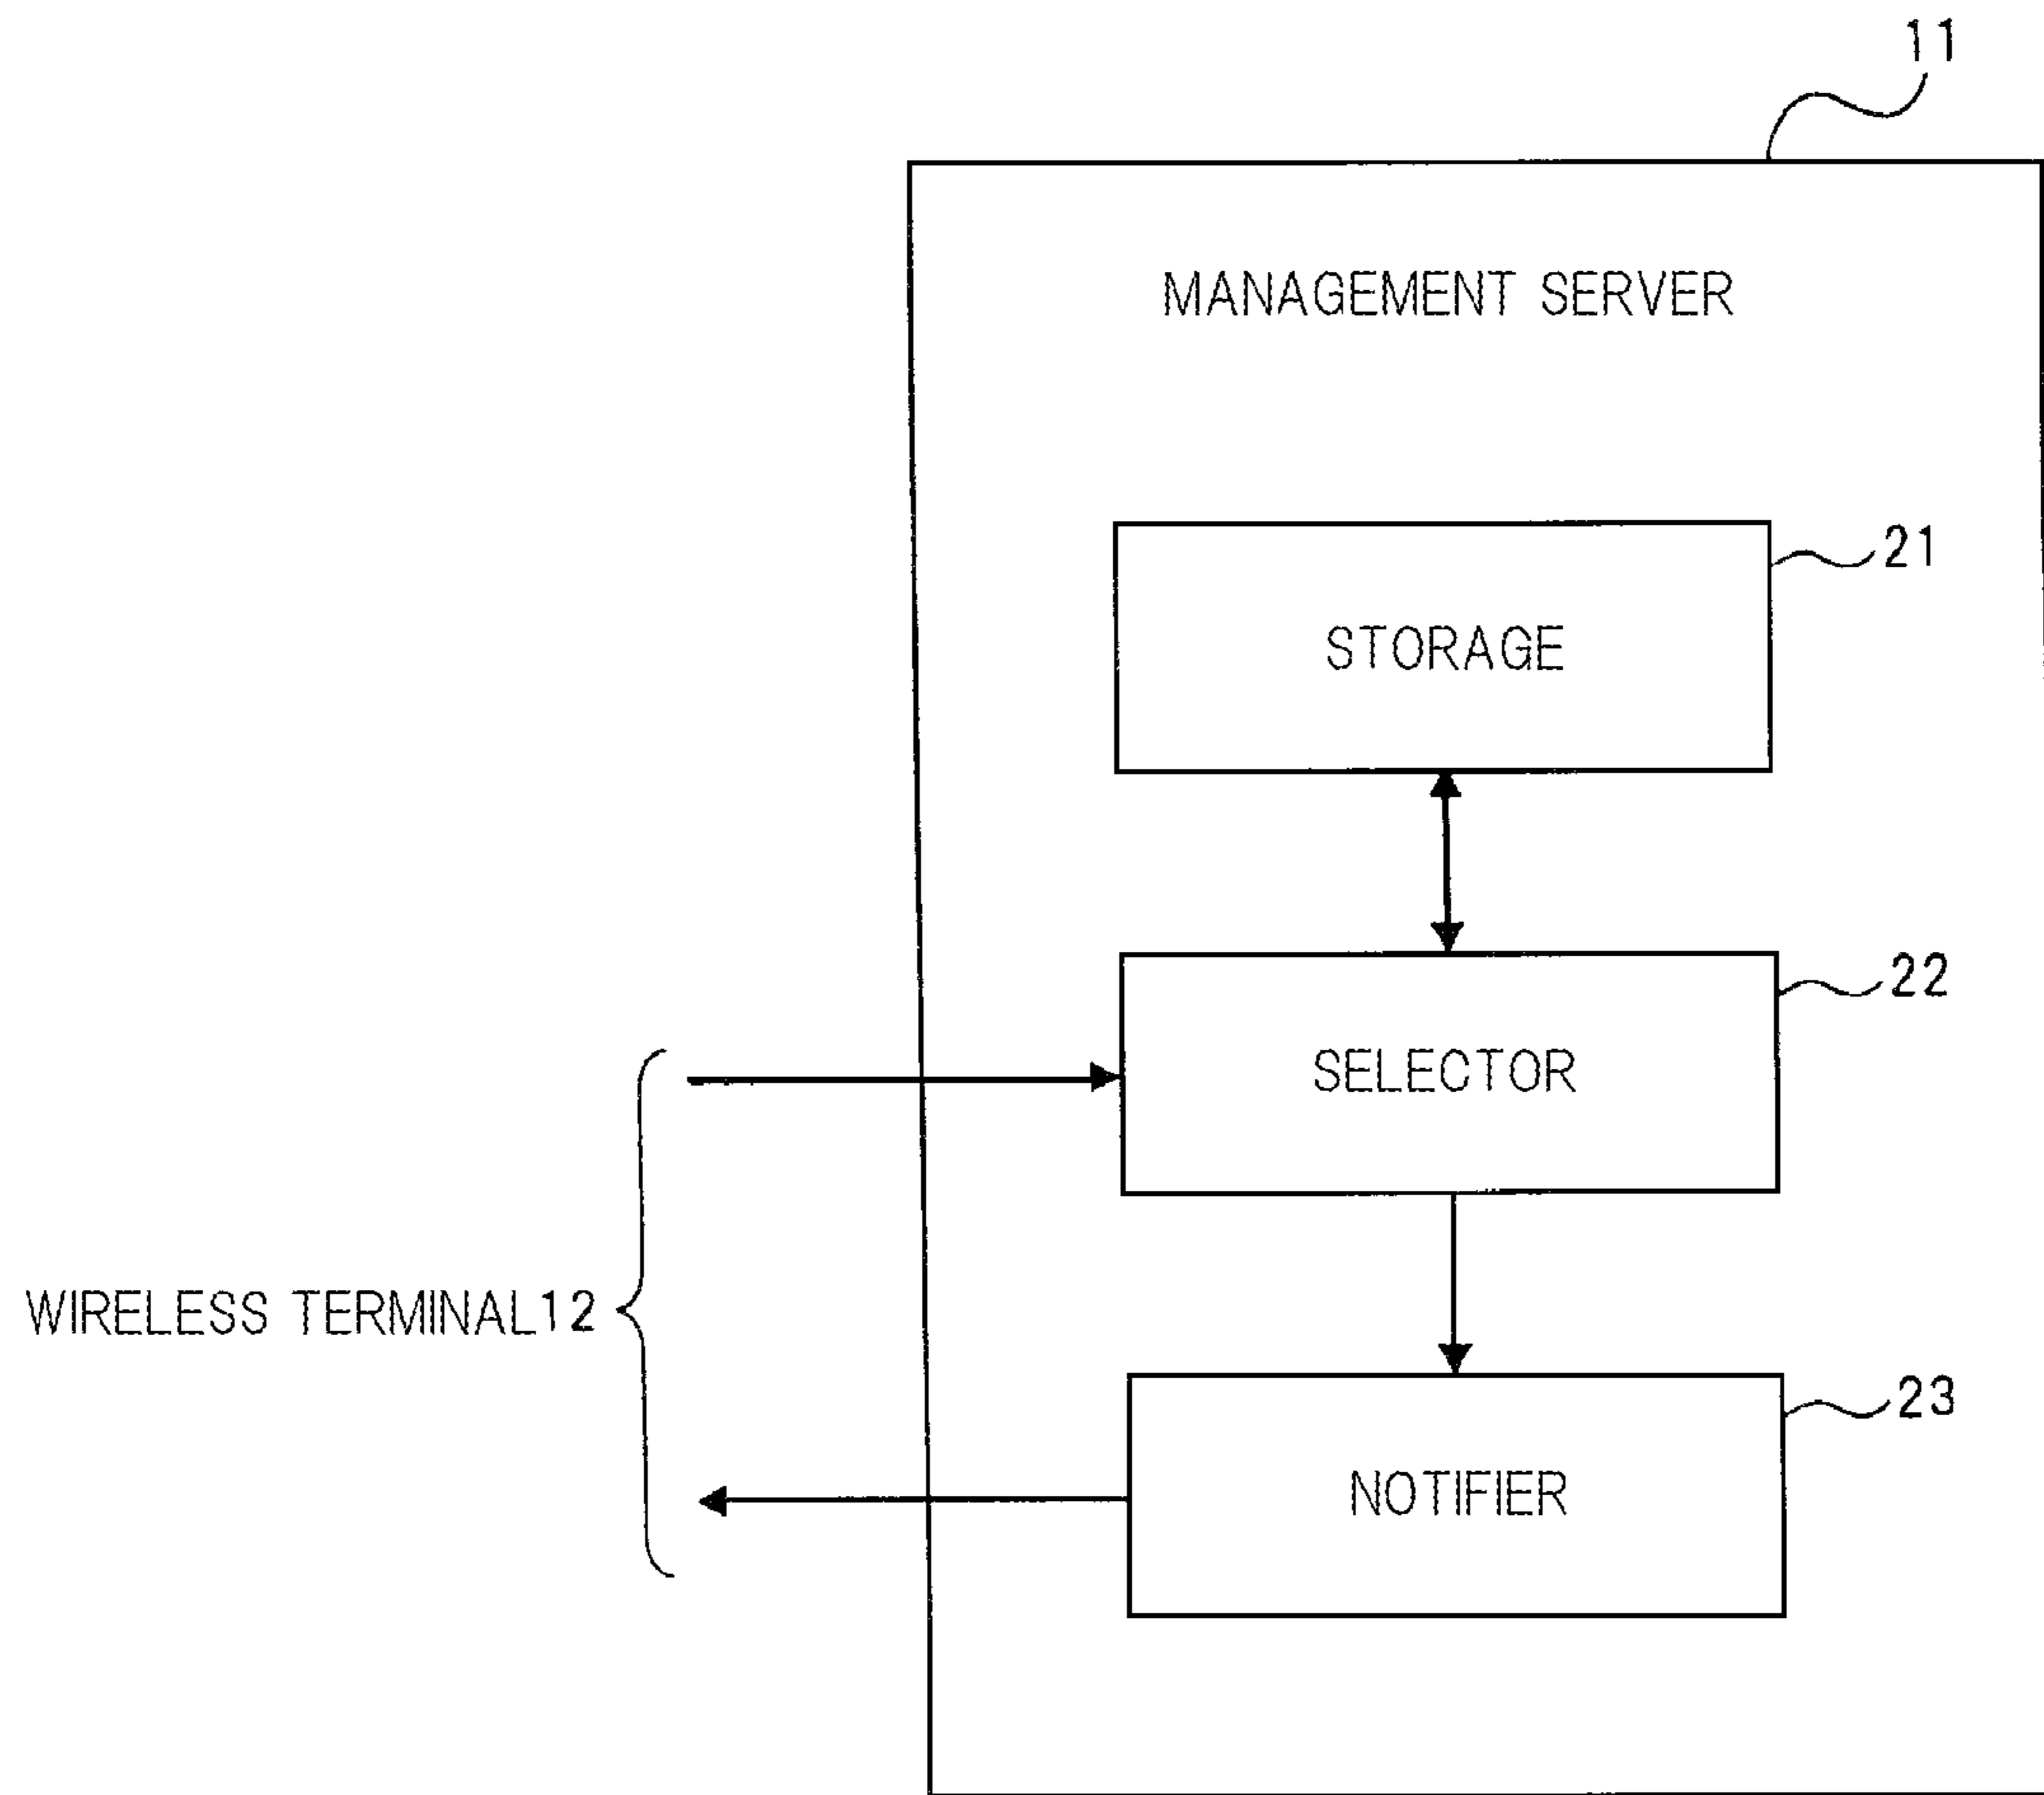 11
MANAGEMENT SERVER
21
STORAGE
22
SELECTOR
WIRELESS TERMINAL12
23
NOTIFIER